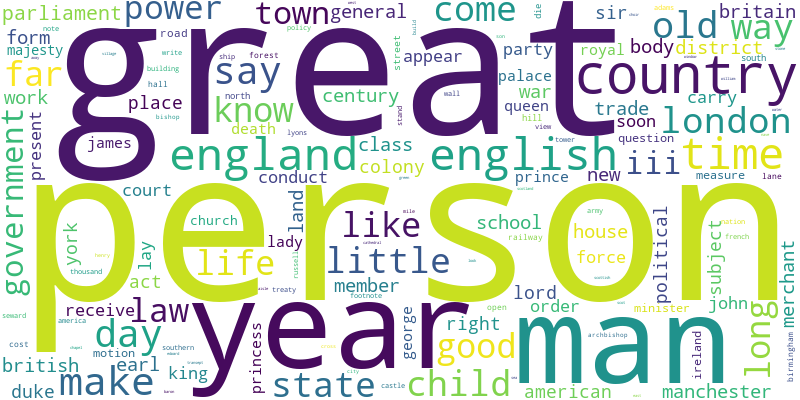 parliament power town general come sir old britain way
form majesty road great say appear party royal body district
far work place know century palace queen war country trade carry
street die note ship forest policy building hall north write south
present james death stand wall hill view soon london question
england class english iii time
government court conduct colony prince new measure lane
person
york lay church land lady like school railway house force political subject nation french merchant
thousand act life little member lord order minister john long
receive law year treaty footnote open right man archbishop ireland birmingham
seward cost america day motion southern princess george good
british earl king state city castle child american manchester
duke make